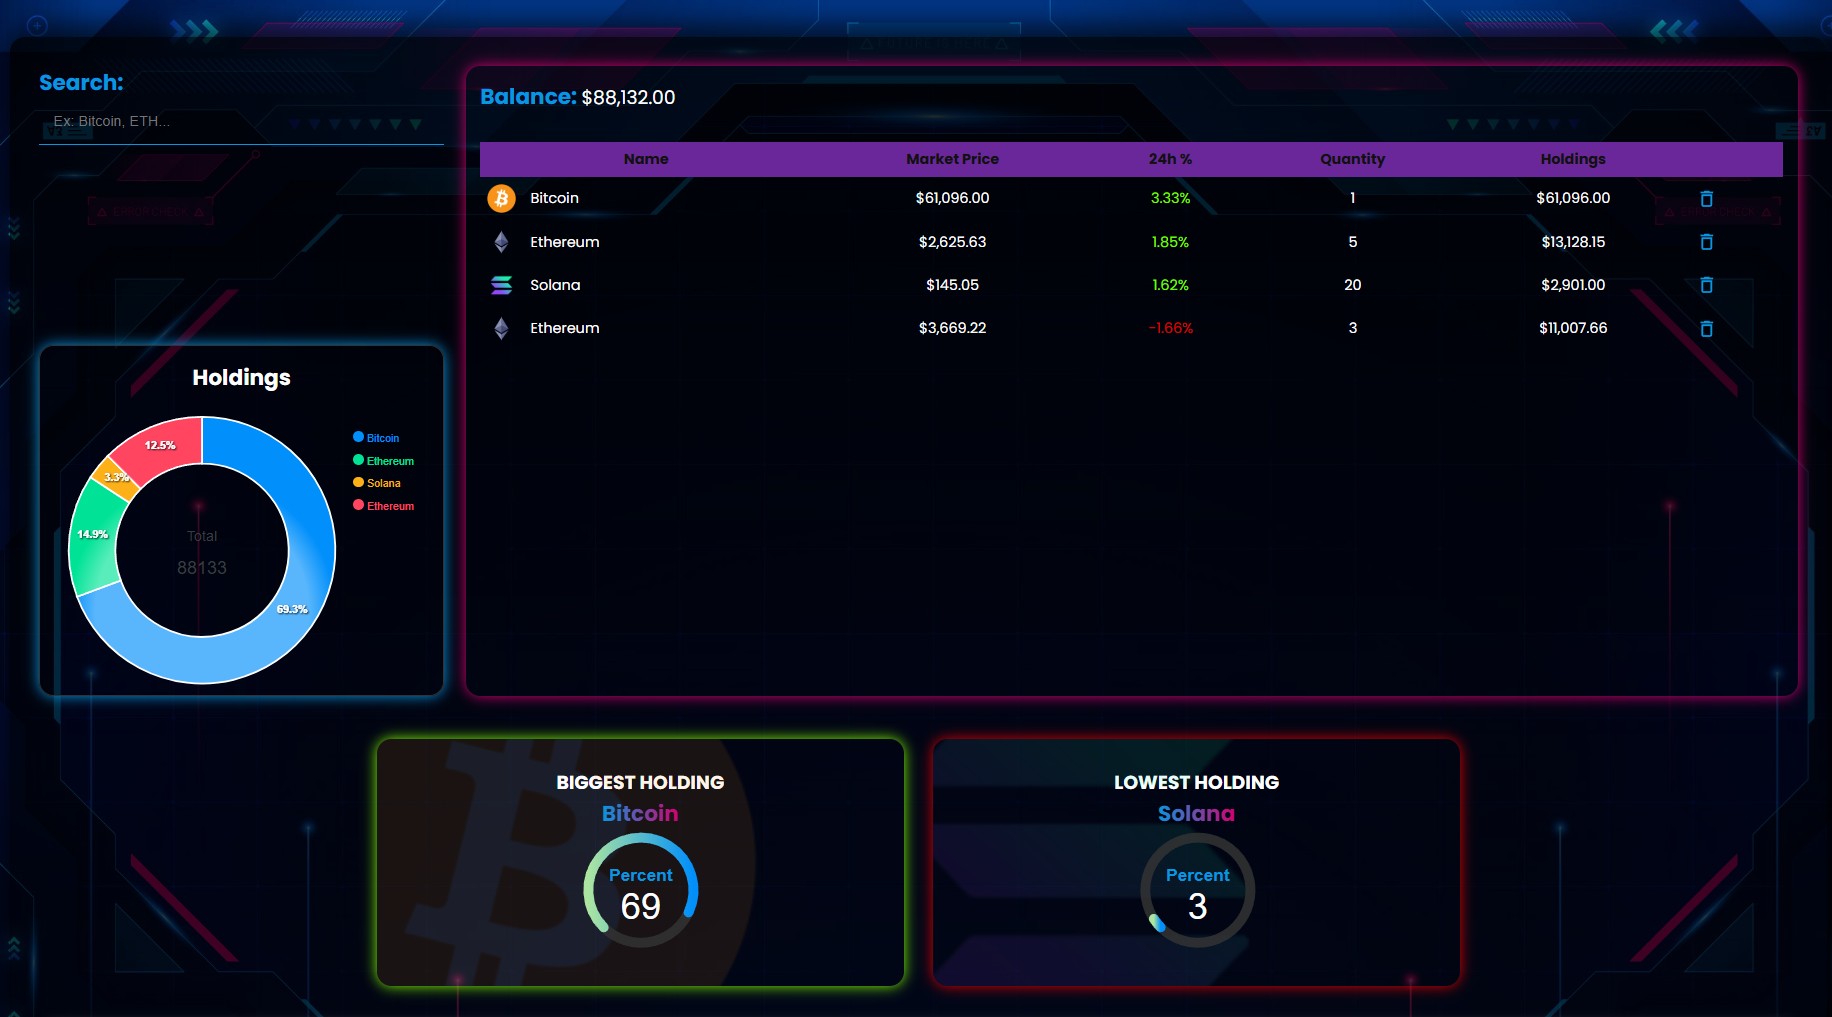 Search:
Ex: Bitcoin, ETH...
Balance: $88,132.00
Name Market Price 24h % Quantity Holdings
Bitcoin $61,096.00 3.33% 1 $61,096.00
Ethereum $2,625.63 1.85% 5 $13,128.15
Solana $145.05 1.62% 20 $2,901.00
Ethereum $3,669.22 -1.66% 3 $11,007.66
ERROR CHECK
ERROR CHECK
Holdings
12.5%
3.3%
14.9%
69.3%
Total
88133
Bitcoin
Ethereum
Solana
Ethereum
BIGGEST HOLDING
Bitcoin
Percent
69
LOWEST HOLDING
Solana
Percent
3